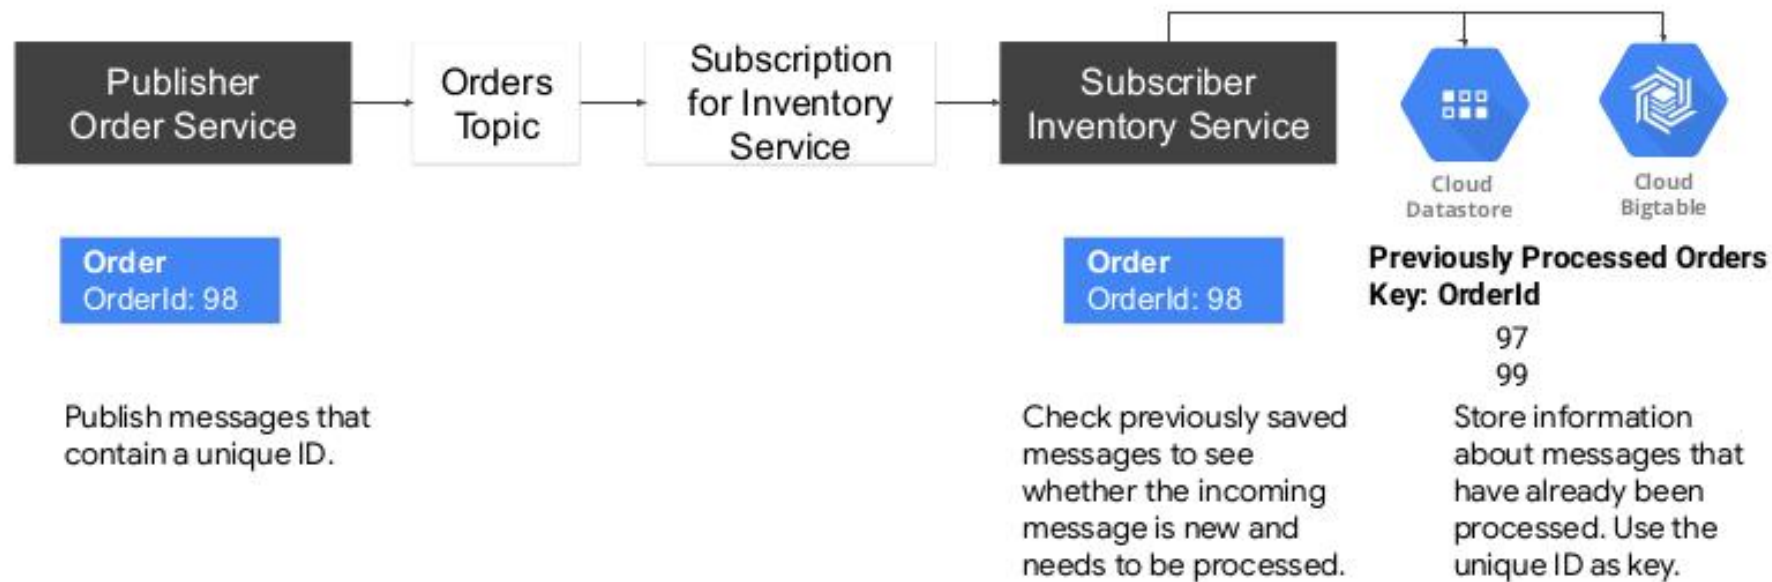 Publisher
Order Service
Orders
Topic
Subscription
for Inventory
Service
Subscriber
Inventory Service
Cloud
Datastore
Cloud
Bigtable
Order
OrderId: 98
Order
OrderId: 98
Previously Processed Orders
Key: OrderId
97
99
Publish messages that
contain a unique ID.
Check previously saved
messages to see
whether the incoming
message is new and
needs to be processed.
Store information
about messages that
have already been
processed. Use the
unique ID as key.